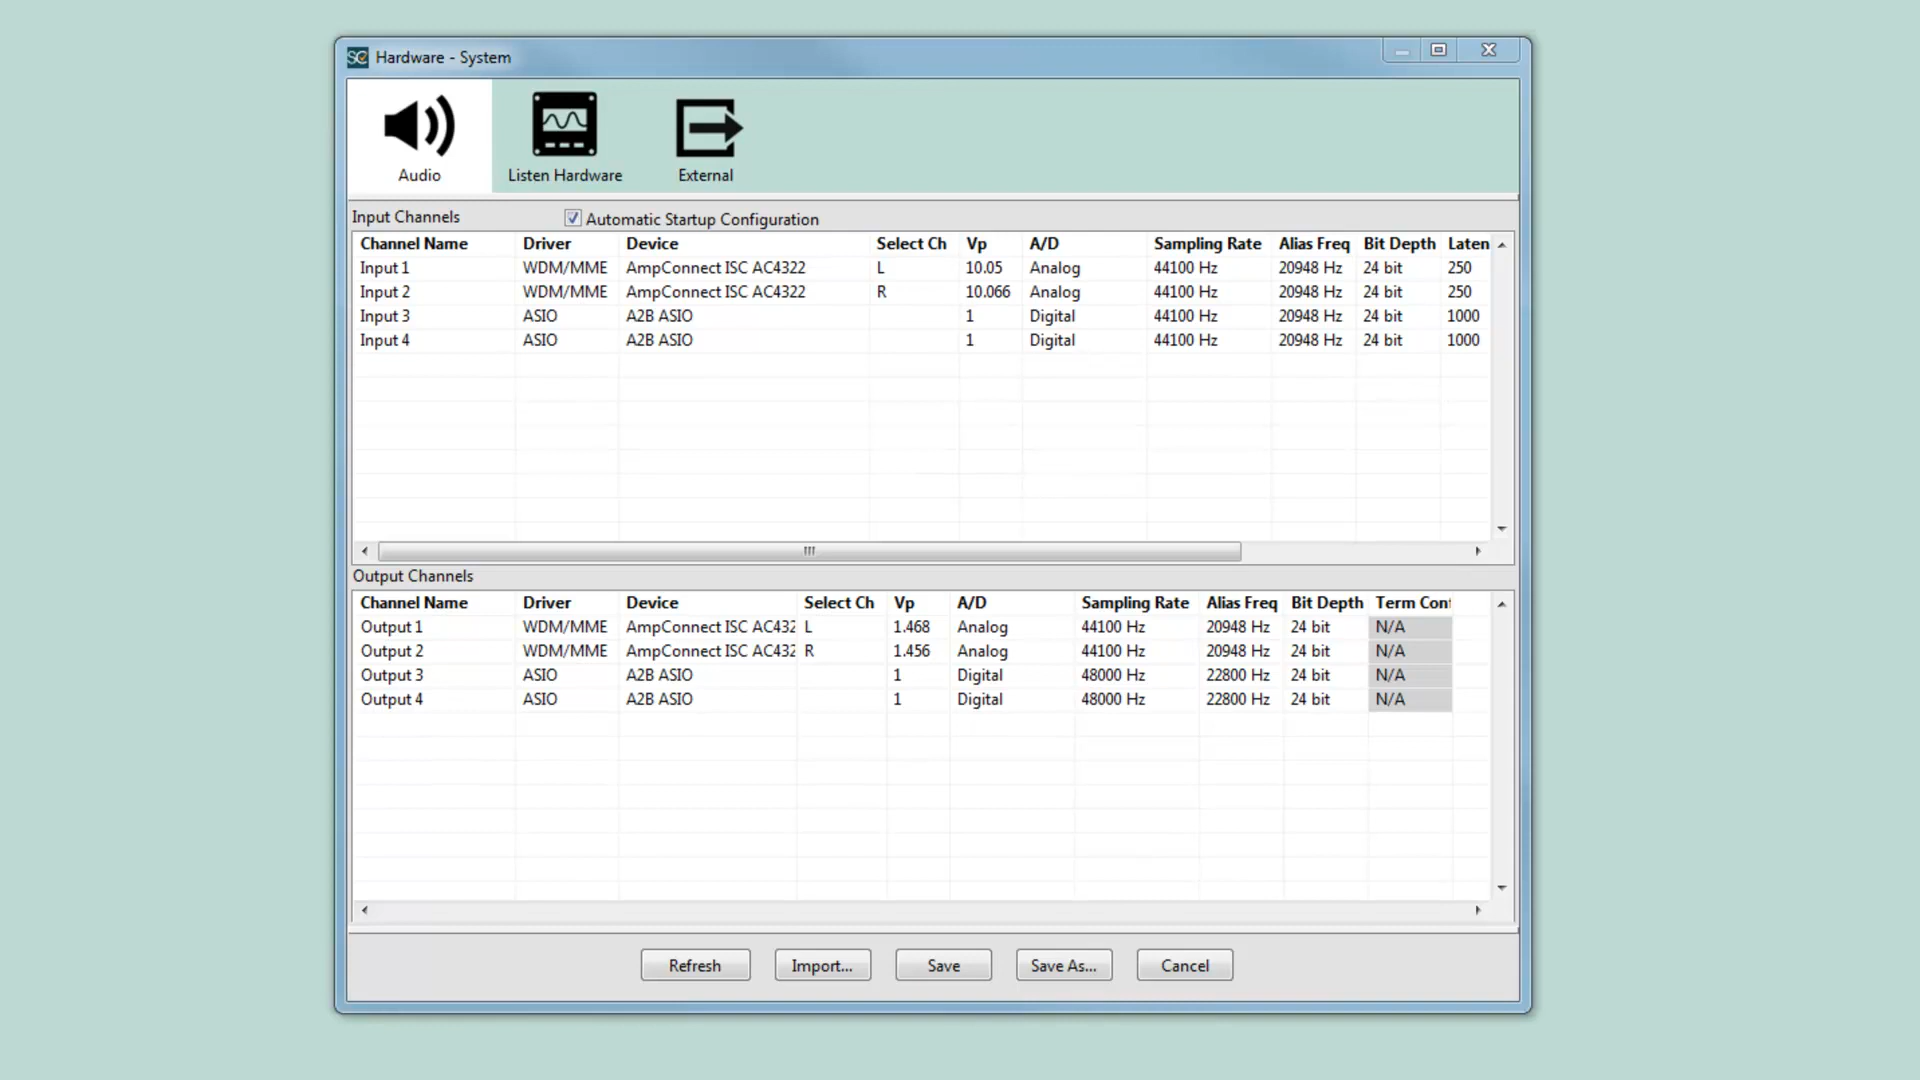 SC Hardware - System
Audio Listen Hardware External
Input Channels Automatic Startup Configuration
Channel Name Driver Device Select Ch Vp A/D Sampling Rate Alias Freq Bit Depth Laten
Input 1 WDM/MME AmpConnect ISC AC4322 L 10.05 Analog 44100 Hz 20948 Hz 24 bit 250
Input 2 WDM/MME AmpConnect ISC AC4322 R 10.066 Analog 44100 Hz 20948 Hz 24 bit 250
Input 3 ASIO A2B ASIO 1 Digital 44100 Hz 20948 Hz 24 bit 1000
Input 4 ASIO A2B ASIO 1 Digital 44100 Hz 20948 Hz 24 bit 1000
Output Channels
Channel Name Driver Device Select Ch Vp A/D Sampling Rate Alias Freq Bit Depth Term Con
Output 1 WDM/MME AmpConnect ISC AC432 L 1.468 Analog 44100 Hz 20948 Hz 24 bit N/A
Output 2 WDM/MME AmpConnect ISC AC432 R 1.456 Analog 44100 Hz 20948 Hz 24 bit N/A
Output 3 ASIO A2B ASIO 1 Digital 48000 Hz 22800 Hz 24 bit N/A
Output 4 ASIO A2B ASIO 1 Digital 48000 Hz 22800 Hz 24 bit N/A
Refresh Import... Save Save As... Cancel